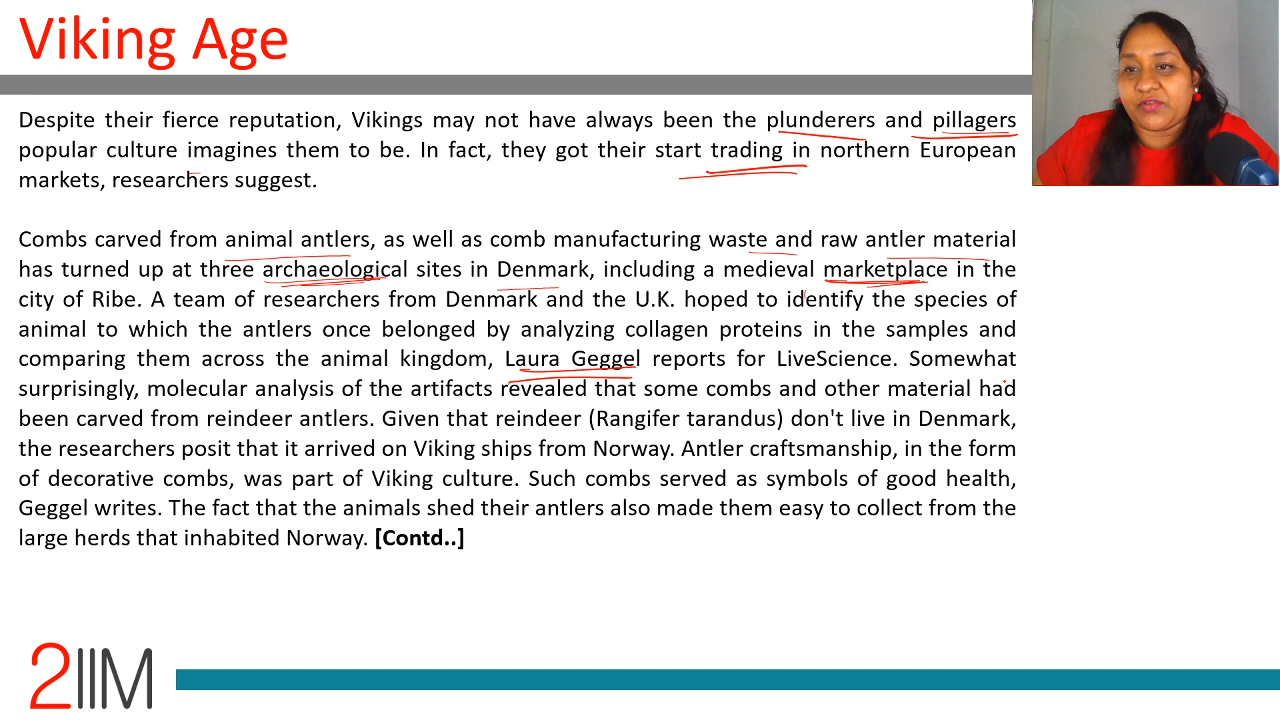 Viking Age
Despite their fierce reputation, Vikings may not have always been the plunderers and pillagers
popular culture imagines them to be. In fact, they got their start trading in northern European
markets, researchers suggest.
Combs carved from animal antlers, as well as comb manufacturing waste and raw antler material
has turned up at three archaeological sites in Denmark, including a medieval marketplace in the
city of Ribe. A team of researchers from Denmark and the U.K. hoped to identify the species of
animal to which the antlers once belonged by analyzing collagen proteins in the samples and
comparing them across the animal kingdom, Laura Geggel reports for LiveScience. Somewhat
surprisingly, molecular analysis of the artifacts revealed that some combs and other material had
been carved from reindeer antlers. Given that reindeer (Rangifer tarandus) don't live in Denmark,
the researchers posit that it arrived on Viking ships from Norway. Antler craftsmanship, in the form
of decorative combs, was part of Viking culture. Such combs served as symbols of good health,
Geggel writes. The fact that the animals shed their antlers also made them easy to collect from the
large herds that inhabited Norway. [Contd..]
2IIM